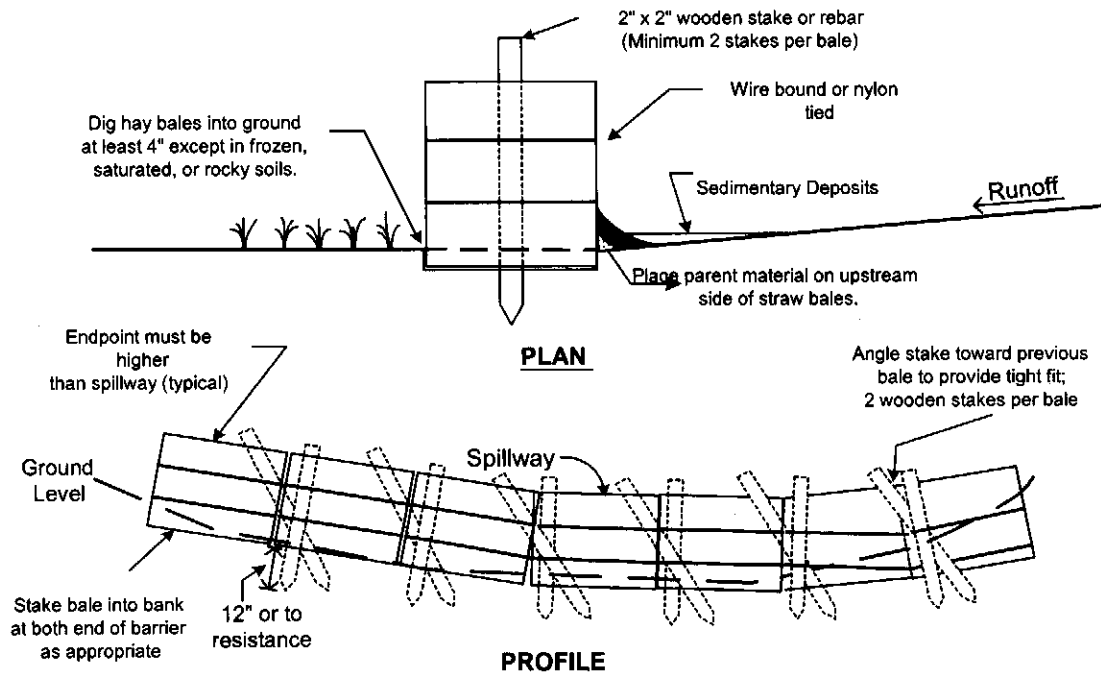 2" x 2" wooden stake or rebar
(Minimum 2 stakes per bale)
Wire bound or nylon
tied
Dig hay bales into ground
at least 4" except in frozen,
saturated, or rocky soils.
Sedimentary Deposits
Runoff
Place parent material on upstream
side of straw bales.
PLAN
Endpoint must be
higher
than spillway (typical)
Angle stake toward previous
bale to provide tight fit;
2 wooden stakes per bale
Spillway
Ground
Level
Stake bale into bank
at both end of barrier
as appropriate
12" or to
resistance
PROFILE